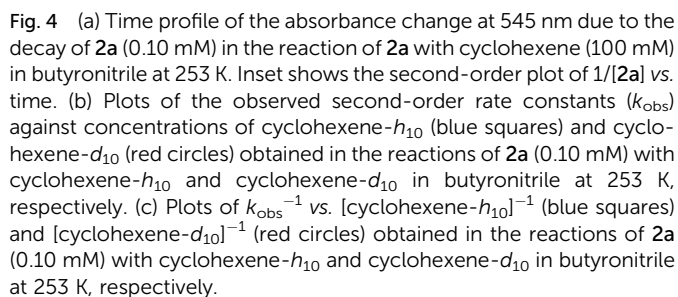 Fig. 4 (a) Time profile of the absorbance change at 545 nm due to the
decay of 2a (0.10 mM) in the reaction of 2a with cyclohexene (100 mM)
in butyronitrile at 253 K. Inset shows the second-order plot of 1/[2a] vs.
time. (b) Plots of the observed second-order rate constants (kobs)
against concentrations of cyclohexene-h10 (blue squares) and cyclo-
hexene-d10 (red circles) obtained in the reactions of 2a (0.10 mM) with
cyclohexene-h10 and cyclohexene-d10 in butyronitrile at 253 K,
respectively. (c) Plots of kobs⁻¹ vs. [cyclohexene-h10]⁻¹ (blue squares)
and [cyclohexene-d10]⁻¹ (red circles) obtained in the reactions of 2a
(0.10 mM) with cyclohexene-h10 and cyclohexene-d10 in butyronitrile
at 253 K, respectively.